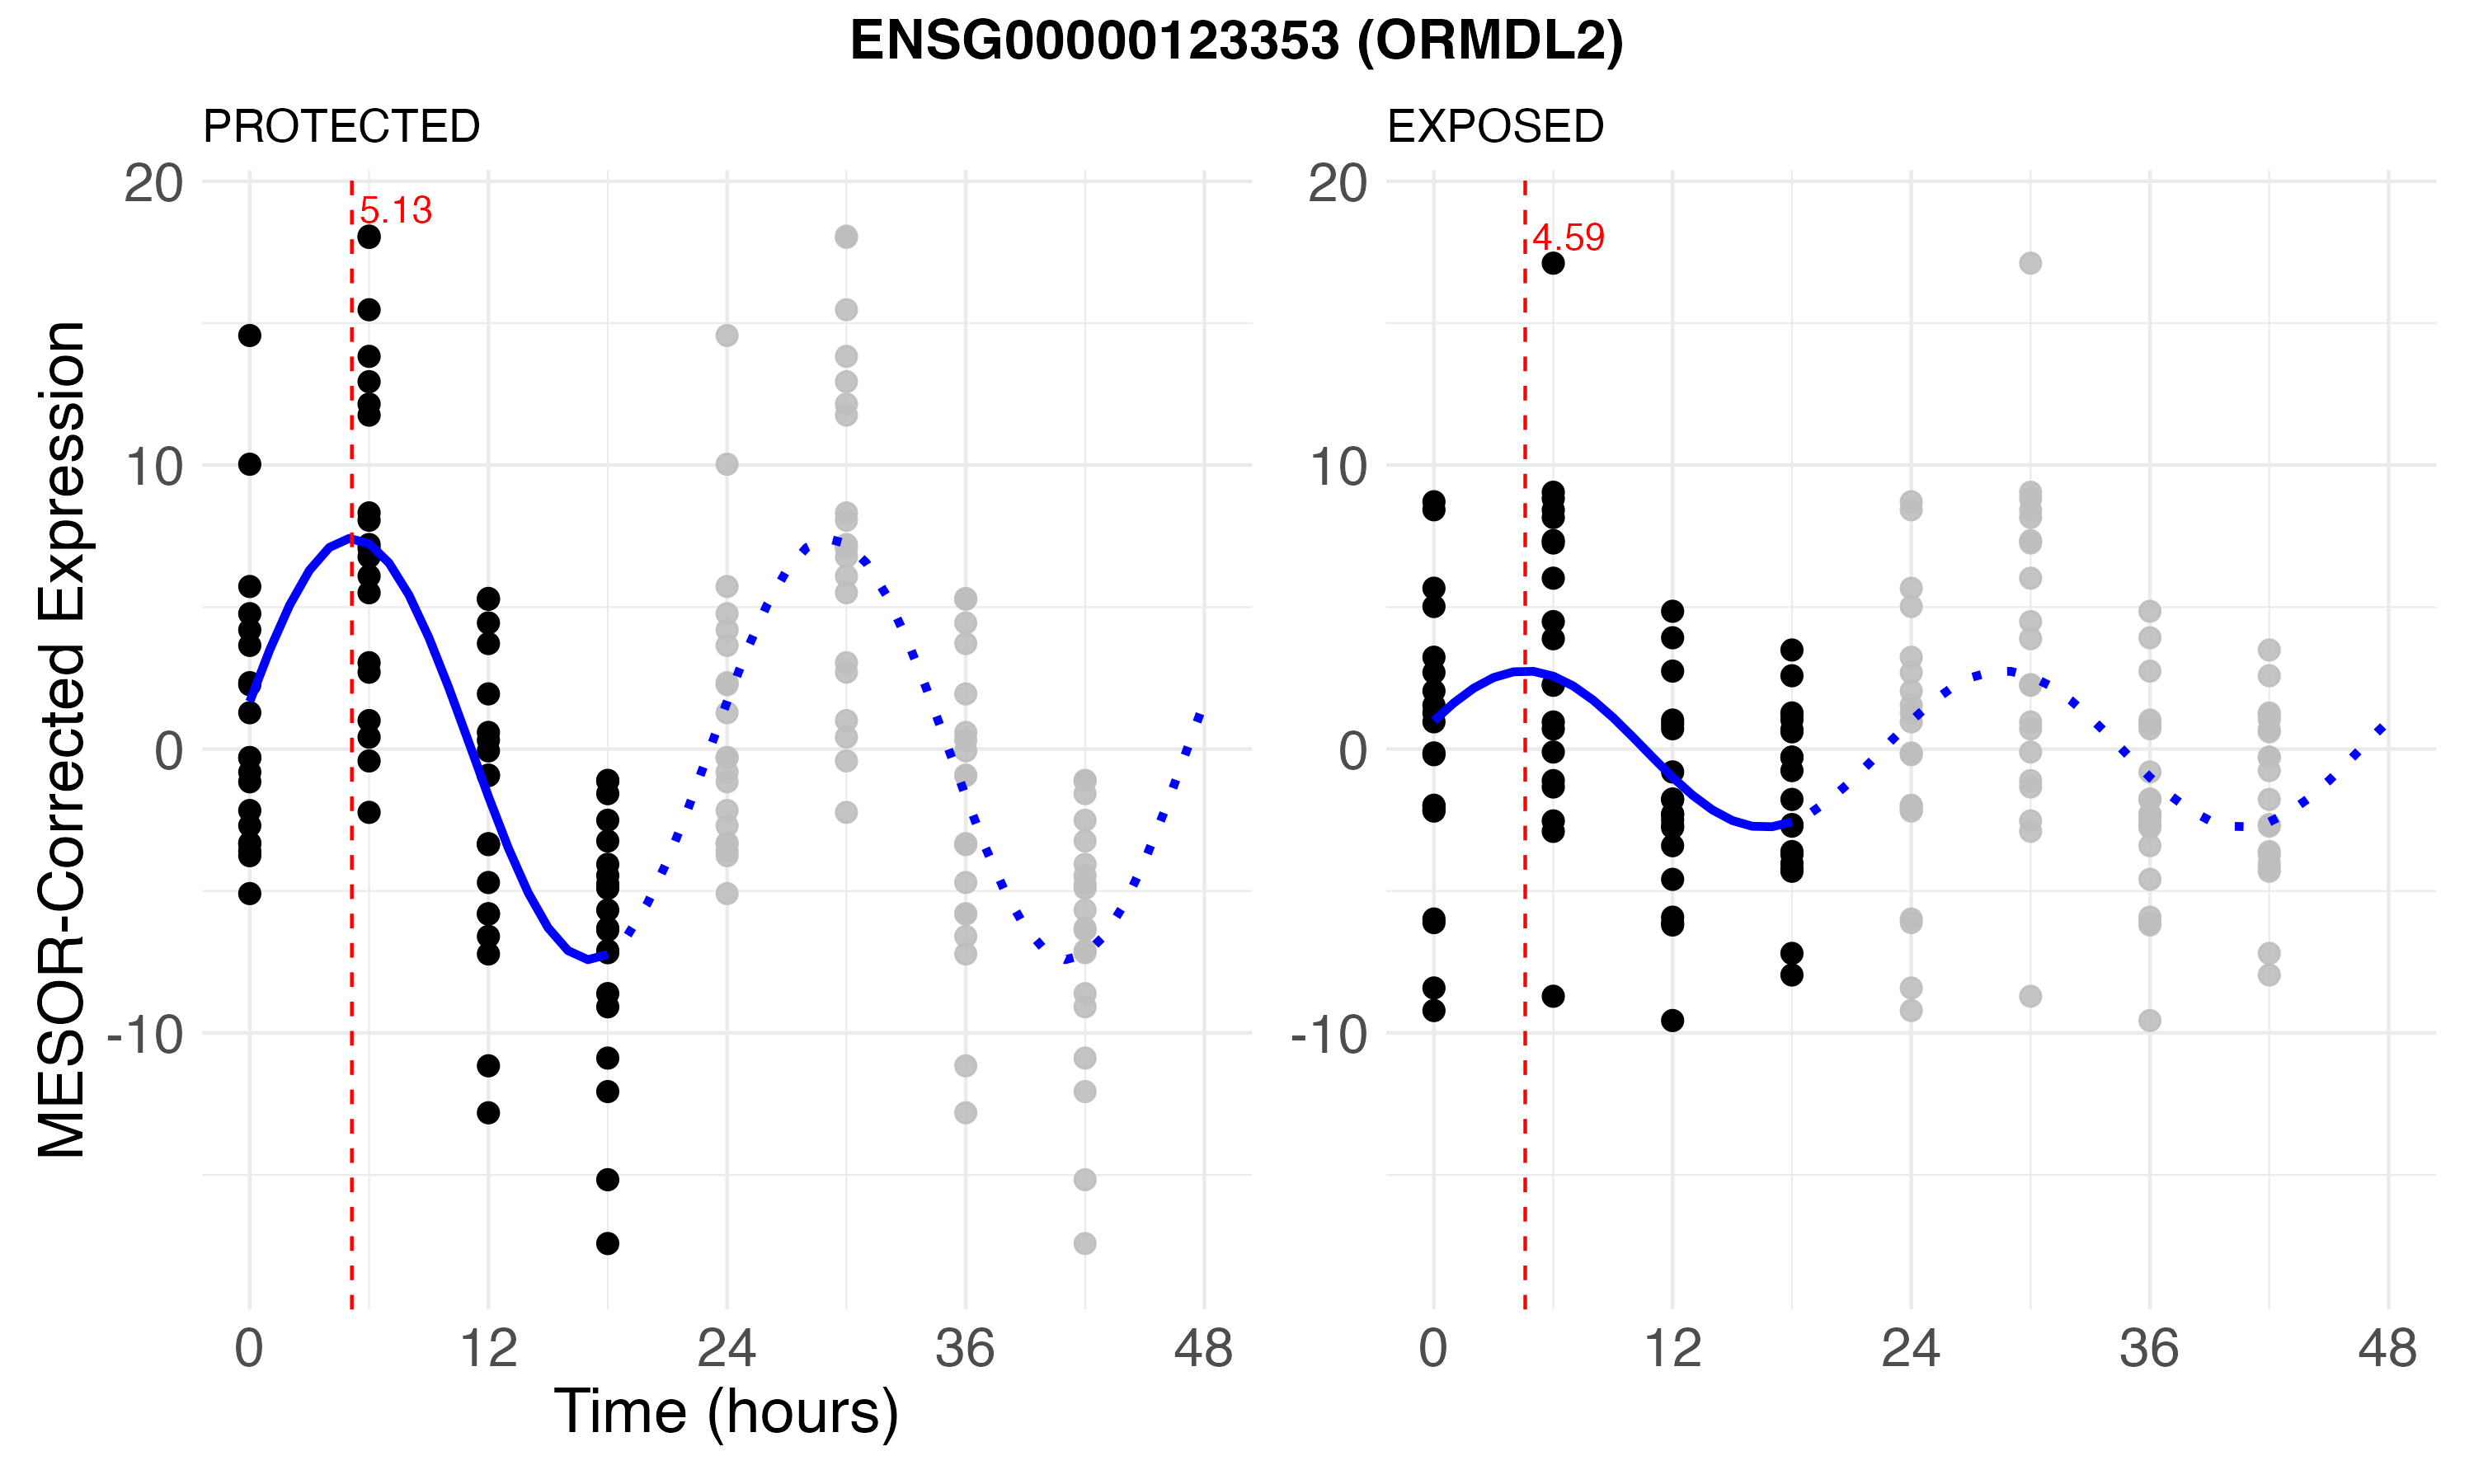 ENSG00000123353 (ORMDL2)
PROTECTED
EXPOSED
MESOR-Corrected Expression
20
10
0
-10
5.13
0 12 24 36 48
20
10
0
-10
4.59
0 12 24 36 48
Time (hours)